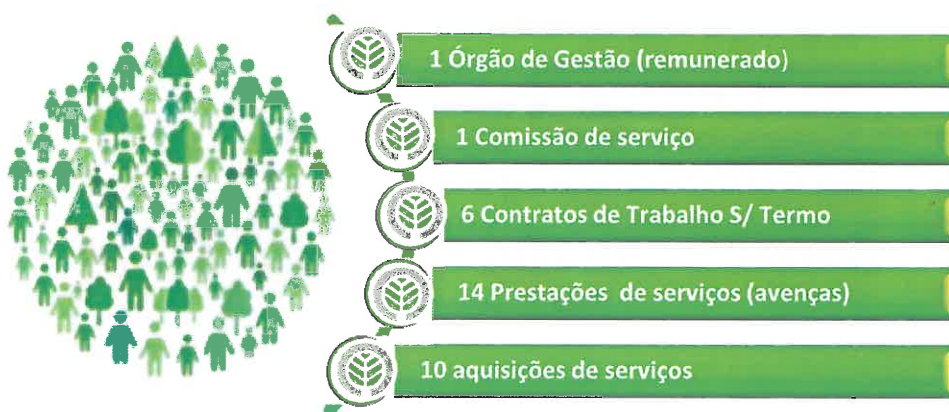 1 Órgão de Gestão (remunerado)
1 Comissão de serviço
6 Contratos de Trabalho S/ Termo
14 Prestações de serviços (avenças)
10 aquisições de serviços